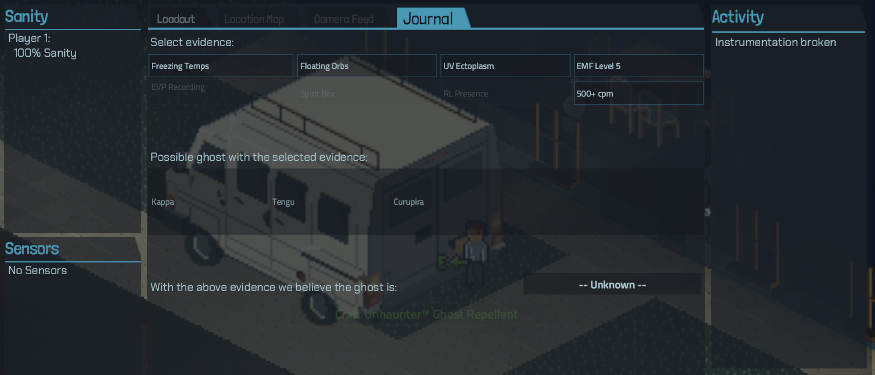 Sanity
Player 1:
100% Sanity
Sensors
No Sensors
Loadout Location Map Camera Feed Journal
Select evidence:
Freezing Temps Floating Orbs UV Ectoplasm EMF Level 5
EVP Recording Spirit Box RL Presence 500+ cpm
Possible ghost with the selected evidence:
Kappa Tengu Curupira
With the above evidence we believe the ghost is: -- Unknown --
Craft Unhaunter™ Ghost Repellent
Activity
Instrumentation broken